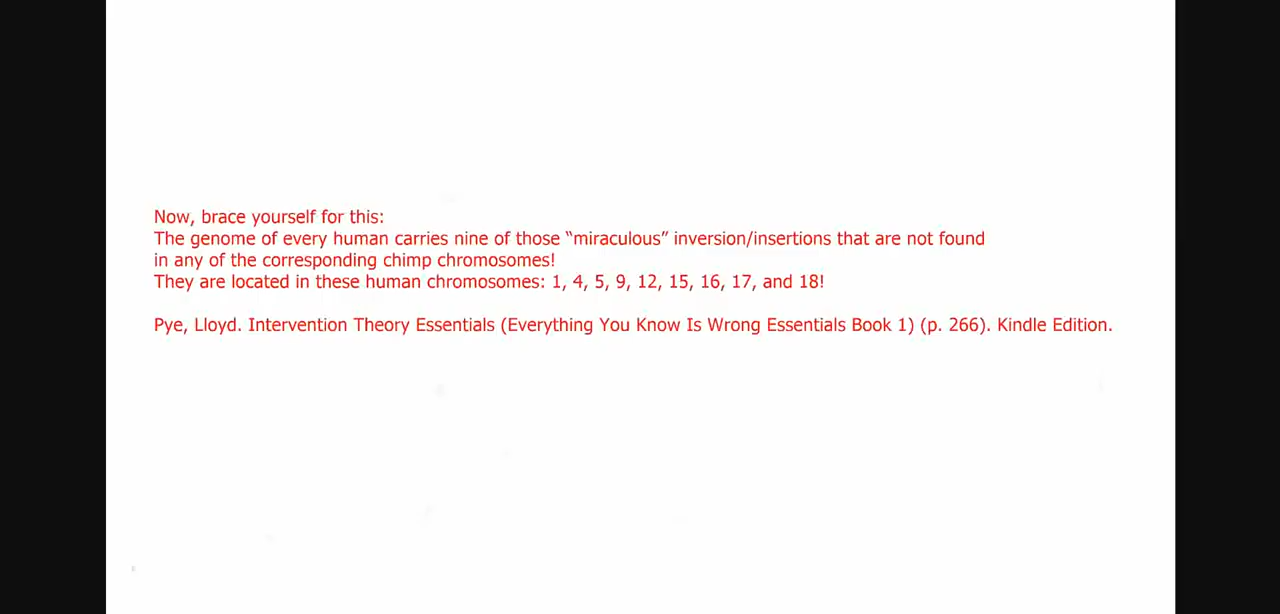 Now, brace yourself for this:
The genome of every human carries nine of those “miraculous” inversion/insertions that are not found
in any of the corresponding chimp chromosomes!
They are located in these human chromosomes: 1, 4, 5, 9, 12, 15, 16, 17, and 18!
Pye, Lloyd. Intervention Theory Essentials (Everything You Know Is Wrong Essentials Book 1) (p. 266). Kindle Edition.